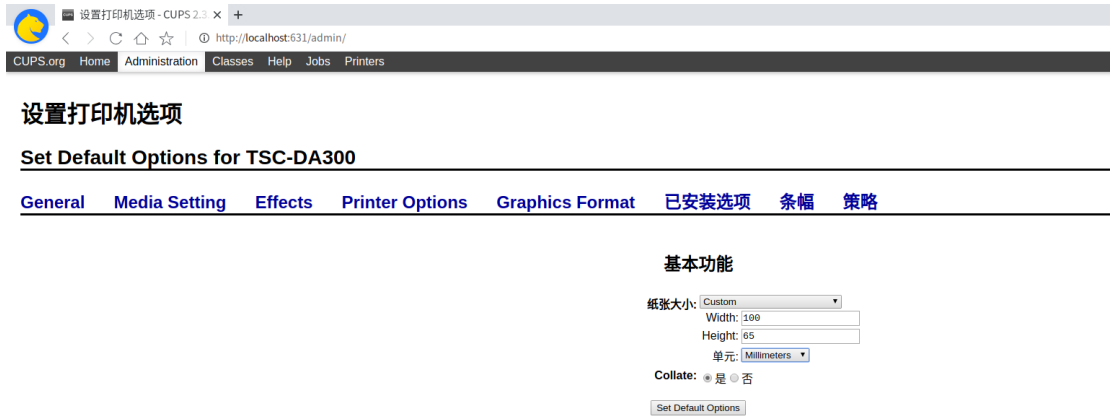 设置打印机选项 - CUPS 2.3
http://localhost:631/admin/
CUPS.org Home Administration Classes Help Jobs Printers
设置打印机选项
Set Default Options for TSC-DA300
General Media Setting Effects Printer Options Graphics Format 已安装选项 条幅 策略
基本功能
纸张大小: Custom
Width: 100
Height: 65
单元: Millimeters
Collate: 是 否
Set Default Options